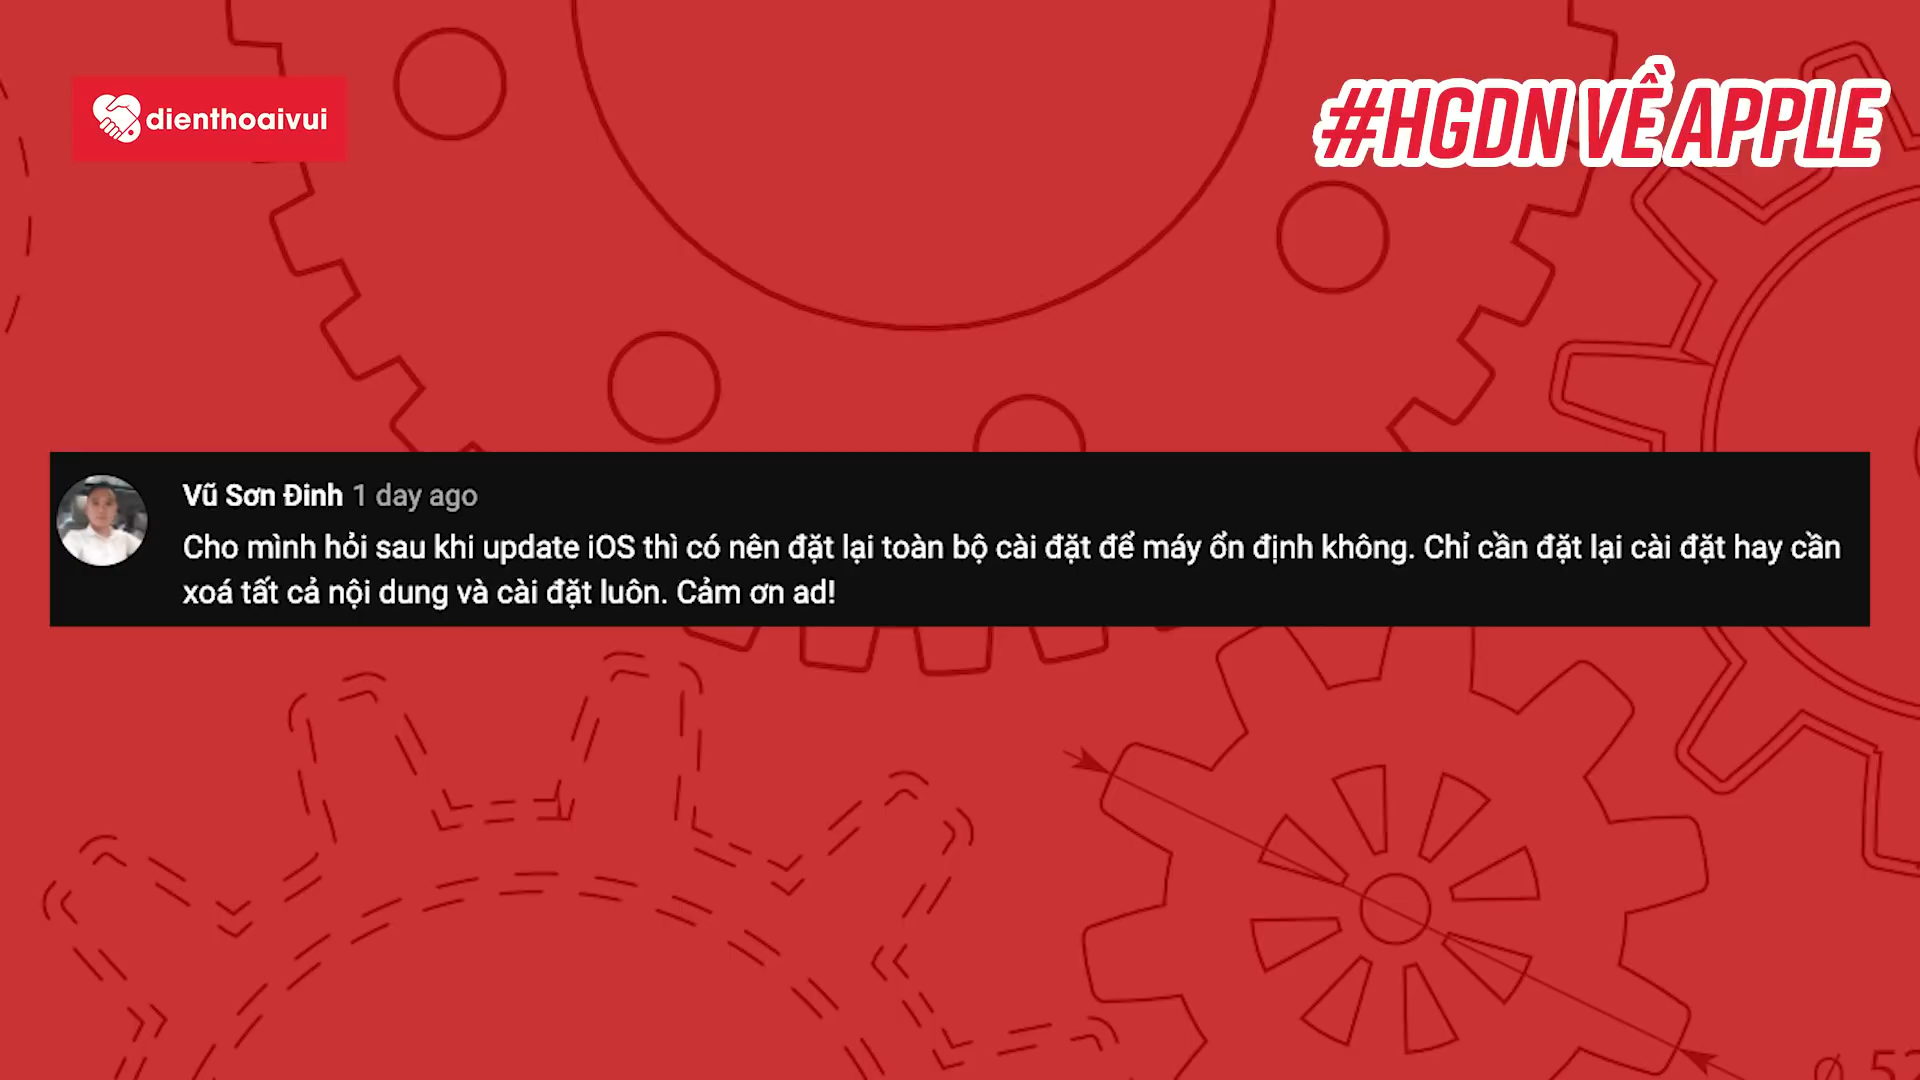 dienthoaivui
#HGDN VỀ APPLE
Vũ Sơn Đinh 1 day ago
Cho mình hỏi sau khi update iOS thì có nên đặt lại toàn bộ cài đặt để máy ổn định không. Chỉ cần đặt lại cài đặt hay cần
xoá tất cả nội dung và cài đặt luôn. Cảm ơn ad!